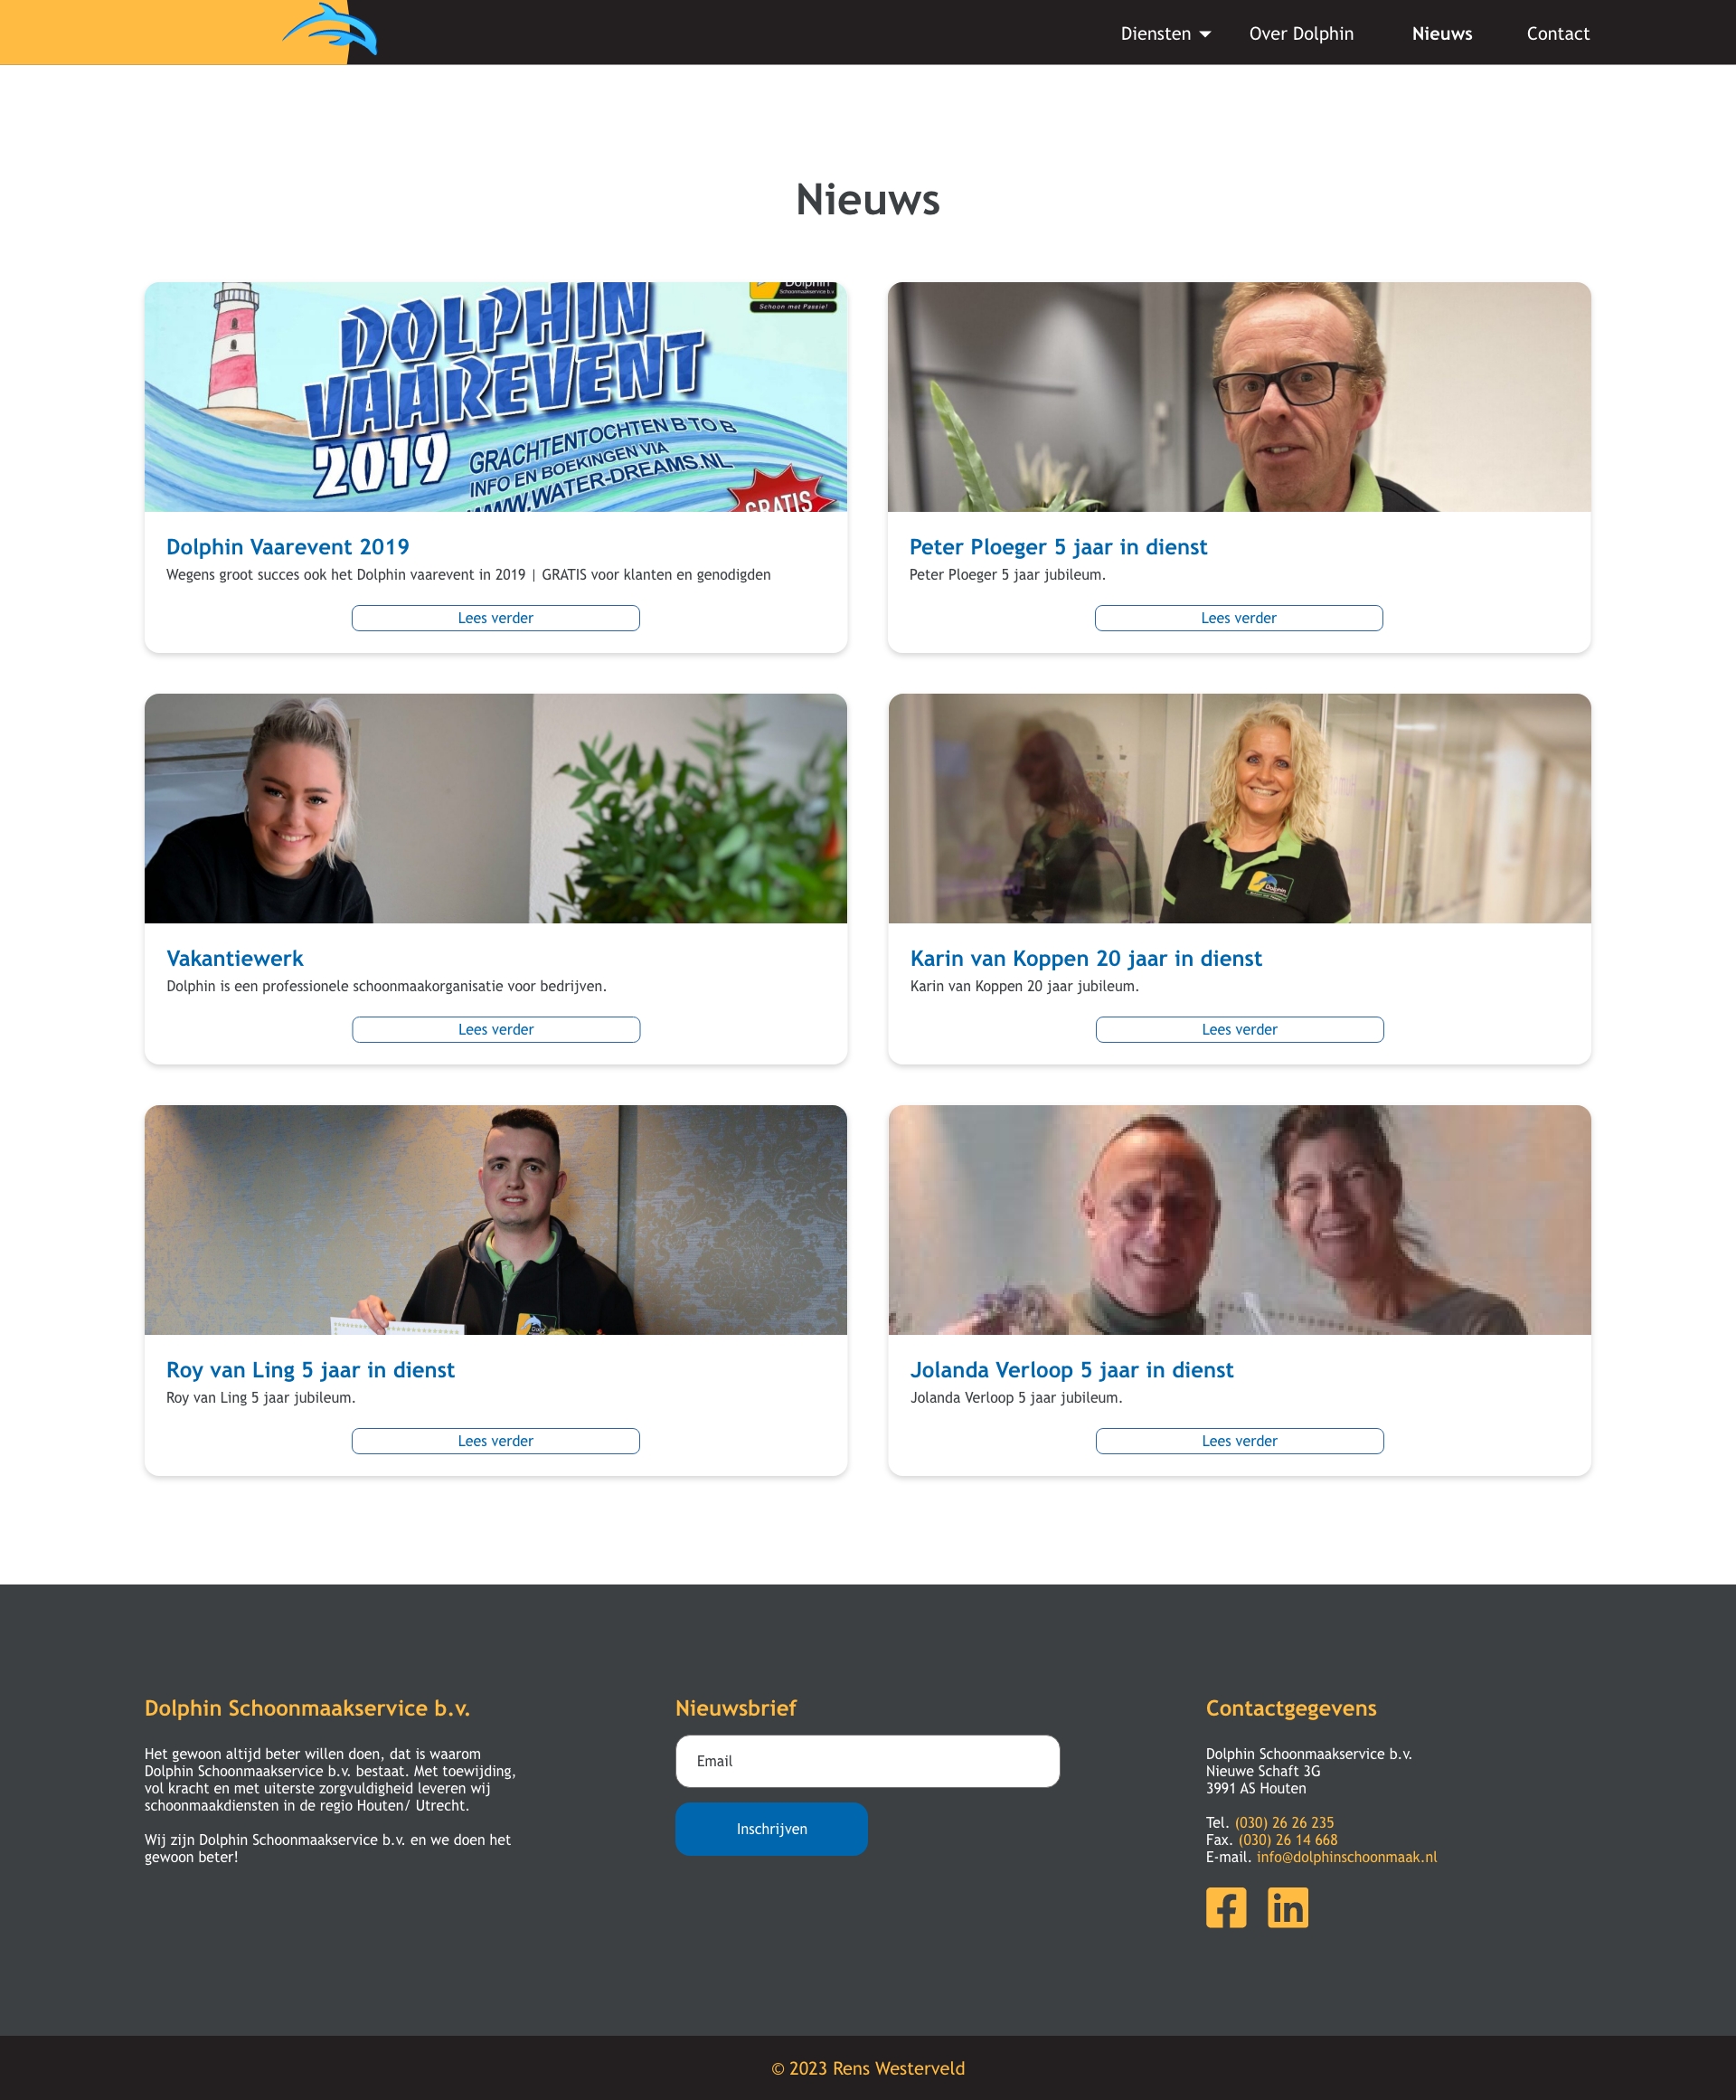 Diensten
Over Dolphin
Nieuws
Contact
Nieuws
Dolphin
Schoonmaakservice b.v.
Schoon met Passie!
DOLPHIN
VAAREVENT
2019
GRACHTENTOCHTEN B TO B
INFO EN BOEKINGEN VIA
WWW.WATER-DREAMS.NL
GRATIS
Dolphin Vaarevent 2019
Wegens groot succes ook het Dolphin vaarevent in 2019 | GRATIS voor klanten en genodigden
Lees verder
Peter Ploeger 5 jaar in dienst
Peter Ploeger 5 jaar jubileum.
Lees verder
Dolphin
Vakantiewerk
Dolphin is een professionele schoonmaakorganisatie voor bedrijven.
Lees verder
Karin van Koppen 20 jaar in dienst
Karin van Koppen 20 jaar jubileum.
Lees verder
Roy van Ling 5 jaar in dienst
Roy van Ling 5 jaar jubileum.
Lees verder
Jolanda Verloop 5 jaar in dienst
Jolanda Verloop 5 jaar jubileum.
Lees verder
Dolphin Schoonmaakservice b.v.
Het gewoon altijd beter willen doen, dat is waarom
Dolphin Schoonmaakservice b.v. bestaat. Met toewijding,
vol kracht en met uiterste zorgvuldigheid leveren wij
schoonmaakdiensten in de regio Houten/ Utrecht.
Wij zijn Dolphin Schoonmaakservice b.v. en we doen het
gewoon beter!
Nieuwsbrief
Email
Inschrijven
Contactgegevens
Dolphin Schoonmaakservice b.v.
Nieuwe Schaft 3G
3991 AS Houten
Tel. (030) 26 26 235
Fax. (030) 26 14 668
E-mail. info@dolphinschoonmaak.nl
© 2023 Rens Westerveld